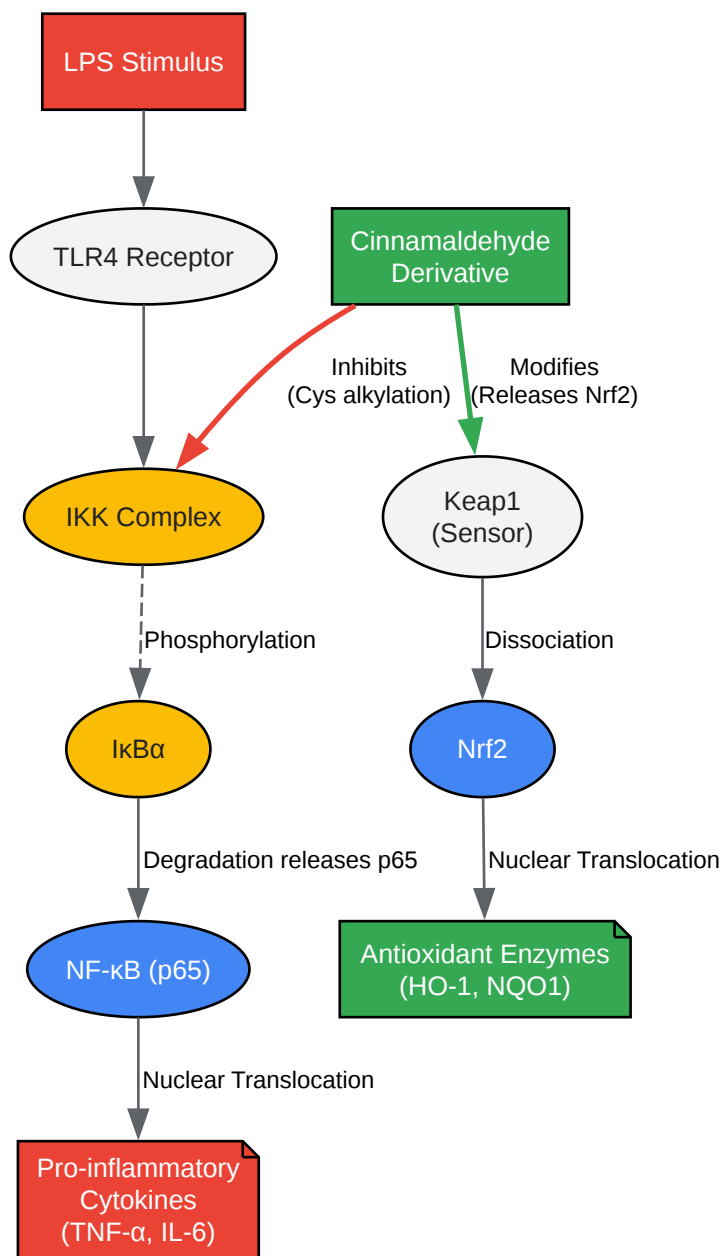 LPS Stimulus
TLR4 Receptor
Cinnamaldehyde
Derivative
Inhibits
(Cys alkylation)
Modifies
(Releases Nrf2)
IKK Complex
Keap1
(Sensor)
Phosphorylation
Dissociation
IκBα
Nrf2
Degradation releases p65
Nuclear Translocation
NF-κB (p65)
Antioxidant Enzymes
(HO-1, NQO1)
Nuclear Translocation
Pro-inflammatory
Cytokines
(TNF-α, IL-6)